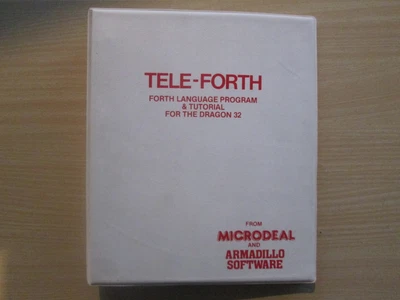 TELE-FORTH
FORTH LANGUAGE PROGRAM
& TUTORIAL
FOR THE DRAGON 32
FROM
MICRODEAL
AND
ARMADILLO
SOFTWARE